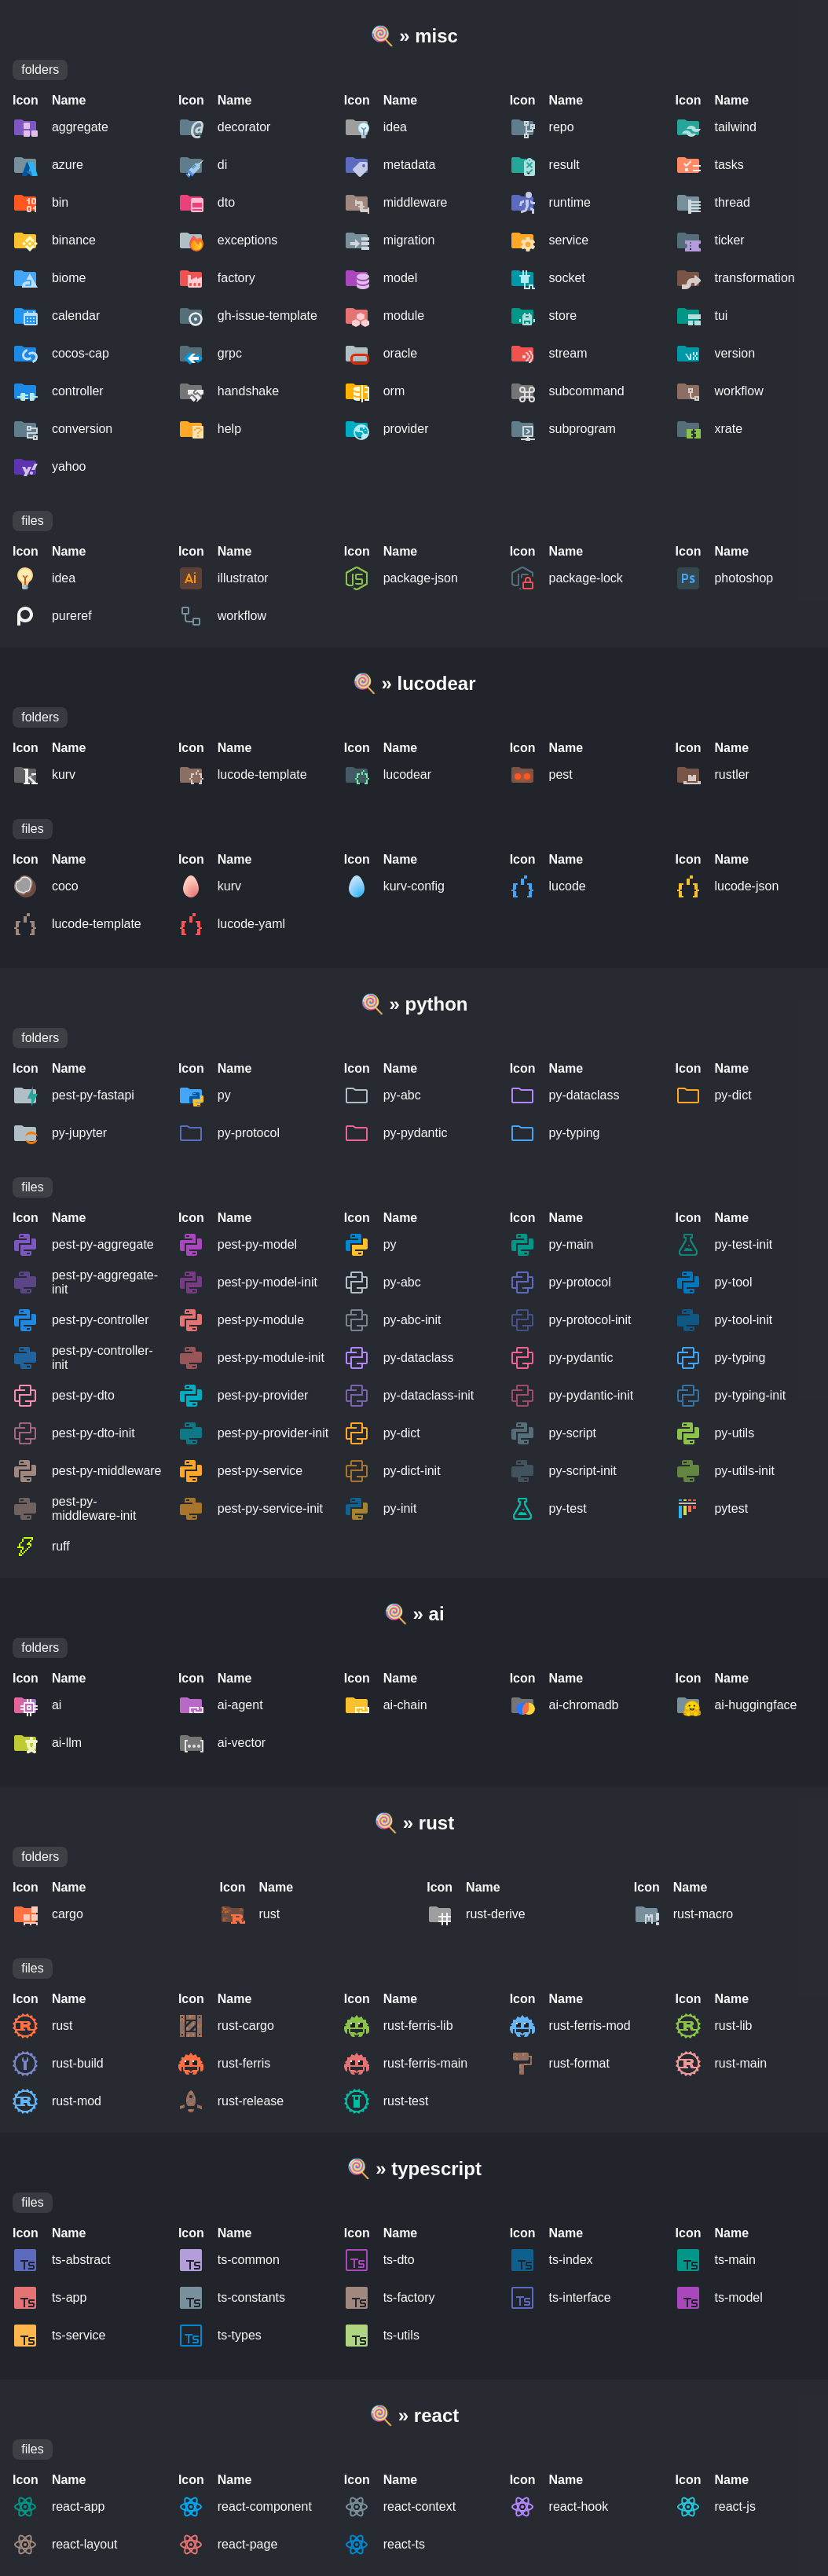 » misc
folders
Icon Name Icon Name Icon Name Icon Name Icon Name
aggregate decorator idea repo tailwind
azure di metadata result tasks
bin dto middleware runtime thread
binance exceptions migration service ticker
biome factory model socket transformation
calendar gh-issue-template module store tui
cocos-cap grpc oracle stream version
controller handshake orm subcommand workflow
conversion help provider subprogram xrate
yahoo
files
Icon Name Icon Name Icon Name Icon Name Icon Name
idea illustrator package-json package-lock photoshop
pureref workflow
» lucodear
folders
Icon Name Icon Name Icon Name Icon Name Icon Name
kurv lucode-template lucodear pest rustler
files
Icon Name Icon Name Icon Name Icon Name Icon Name
coco kurv kurv-config lucode lucode-json
lucode-template lucode-yaml
» python
folders
Icon Name Icon Name Icon Name Icon Name Icon Name
pest-py-fastapi py py-abc py-dataclass py-dict
py-jupyter py-protocol py-pydantic py-typing
files
Icon Name Icon Name Icon Name Icon Name Icon Name
pest-py-aggregate pest-py-model py py-main py-test-init
pest-py-aggregate-
init pest-py-model-init py-abc py-protocol py-tool
pest-py-controller pest-py-module py-abc-init py-protocol-init py-tool-init
pest-py-controller-
init pest-py-module-init py-dataclass py-pydantic py-typing
pest-py-dto pest-py-provider py-dataclass-init py-pydantic-init py-typing-init
pest-py-dto-init pest-py-provider-init py-dict py-script py-utils
pest-py-middleware pest-py-service py-dict-init py-script-init py-utils-init
pest-py-
middleware-init pest-py-service-init py-init py-test pytest
ruff
» ai
folders
Icon Name Icon Name Icon Name Icon Name Icon Name
ai ai-agent ai-chain ai-chromadb ai-huggingface
ai-llm ai-vector
» rust
folders
Icon Name Icon Name Icon Name Icon Name
cargo rust rust-derive rust-macro
files
Icon Name Icon Name Icon Name Icon Name Icon Name
rust rust-cargo rust-ferris-lib rust-ferris-mod rust-lib
rust-build rust-ferris rust-ferris-main rust-format rust-main
rust-mod rust-release rust-test
» typescript
files
Icon Name Icon Name Icon Name Icon Name Icon Name
ts-abstract ts-common ts-dto ts-index ts-main
ts-app ts-constants ts-factory ts-interface ts-model
ts-service ts-types ts-utils
» react
files
Icon Name Icon Name Icon Name Icon Name Icon Name
react-app react-component react-context react-hook react-js
react-layout react-page react-ts